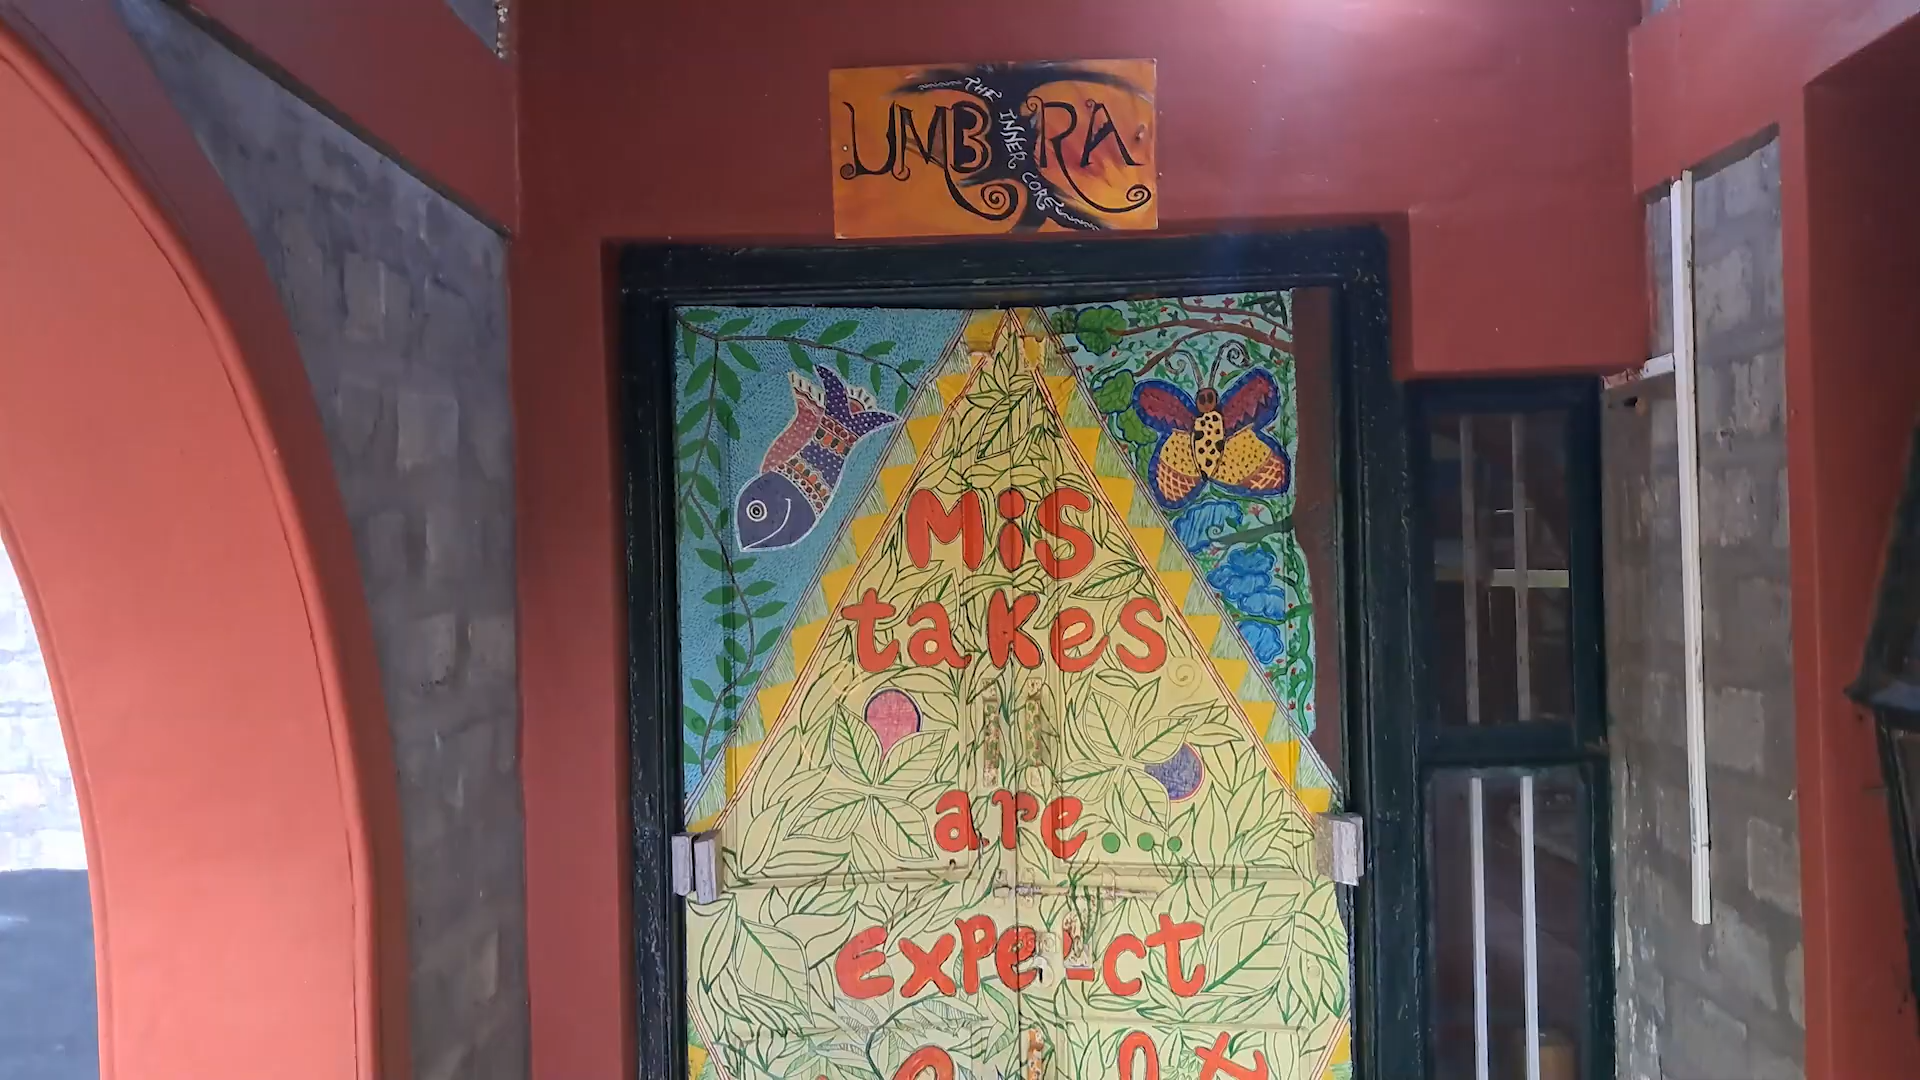 UMBRA
THE INNER CORE
Mis
takes
are...
Expect